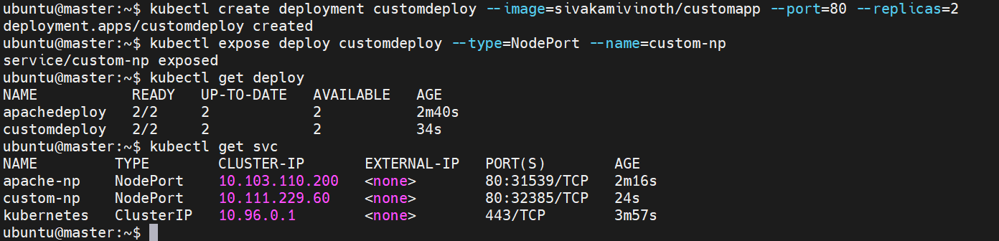 ubuntu@master:~$ kubectl create deployment customdeploy --image=sivakamivinoth/customapp --port=80 --replicas=2
deployment.apps/customdeploy created
ubuntu@master:~$ kubectl expose deploy customdeploy --type=NodePort --name=custom-np
service/custom-np exposed
ubuntu@master:~$ kubectl get deploy
NAME           READY   UP-TO-DATE   AVAILABLE   AGE
apachedeploy   2/2     2            2           2m40s
customdeploy   2/2     2            2           34s
ubuntu@master:~$ kubectl get svc
NAME         TYPE        CLUSTER-IP       EXTERNAL-IP   PORT(S)        AGE
apache-np    NodePort    10.103.110.200   <none>        80:31539/TCP   2m16s
custom-np    NodePort    10.111.229.60    <none>        80:32385/TCP   24s
kubernetes   ClusterIP   10.96.0.1        <none>        443/TCP        3m57s
ubuntu@master:~$